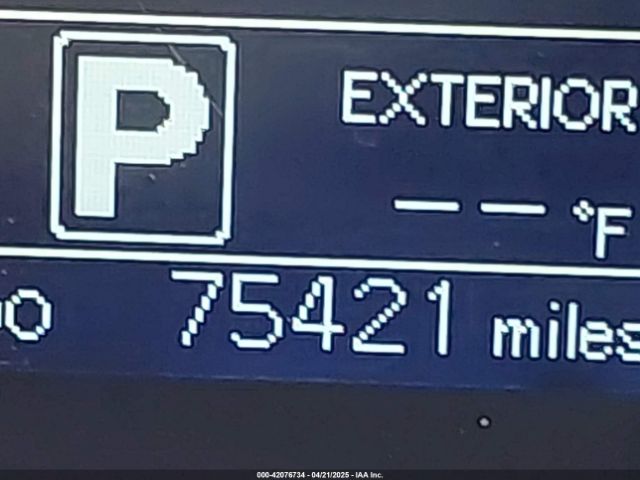 P
EXTERIOR
-- °F
75421 miles
000-42076734 - 04/21/2025 - IAA Inc.